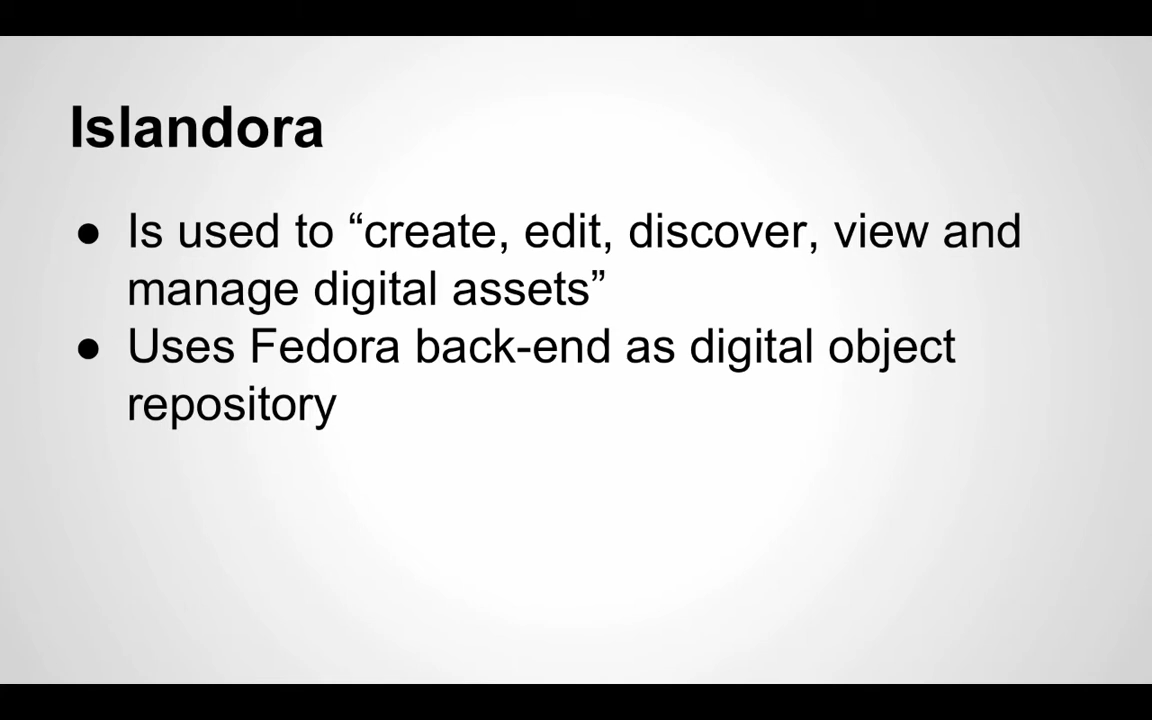 Islandora
● Is used to “create, edit, discover, view and
manage digital assets”
● Uses Fedora back-end as digital object
repository